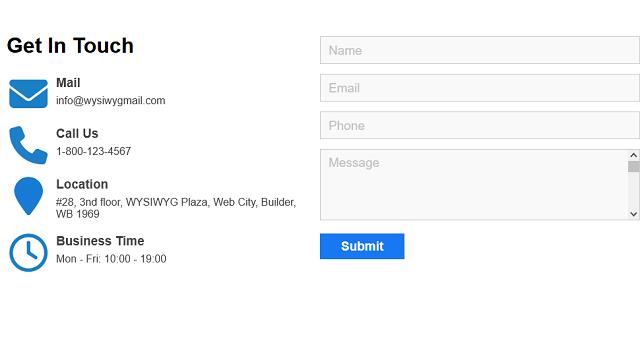 Get In Touch
Mail
info@wysiwygmail.com
Call Us
1-800-123-4567
Location
#28, 3nd floor, WYSIWYG Plaza, Web City, Builder,
WB 1969
Business Time
Mon - Fri: 10:00 - 19:00
Name
Email
Phone
Message
Submit